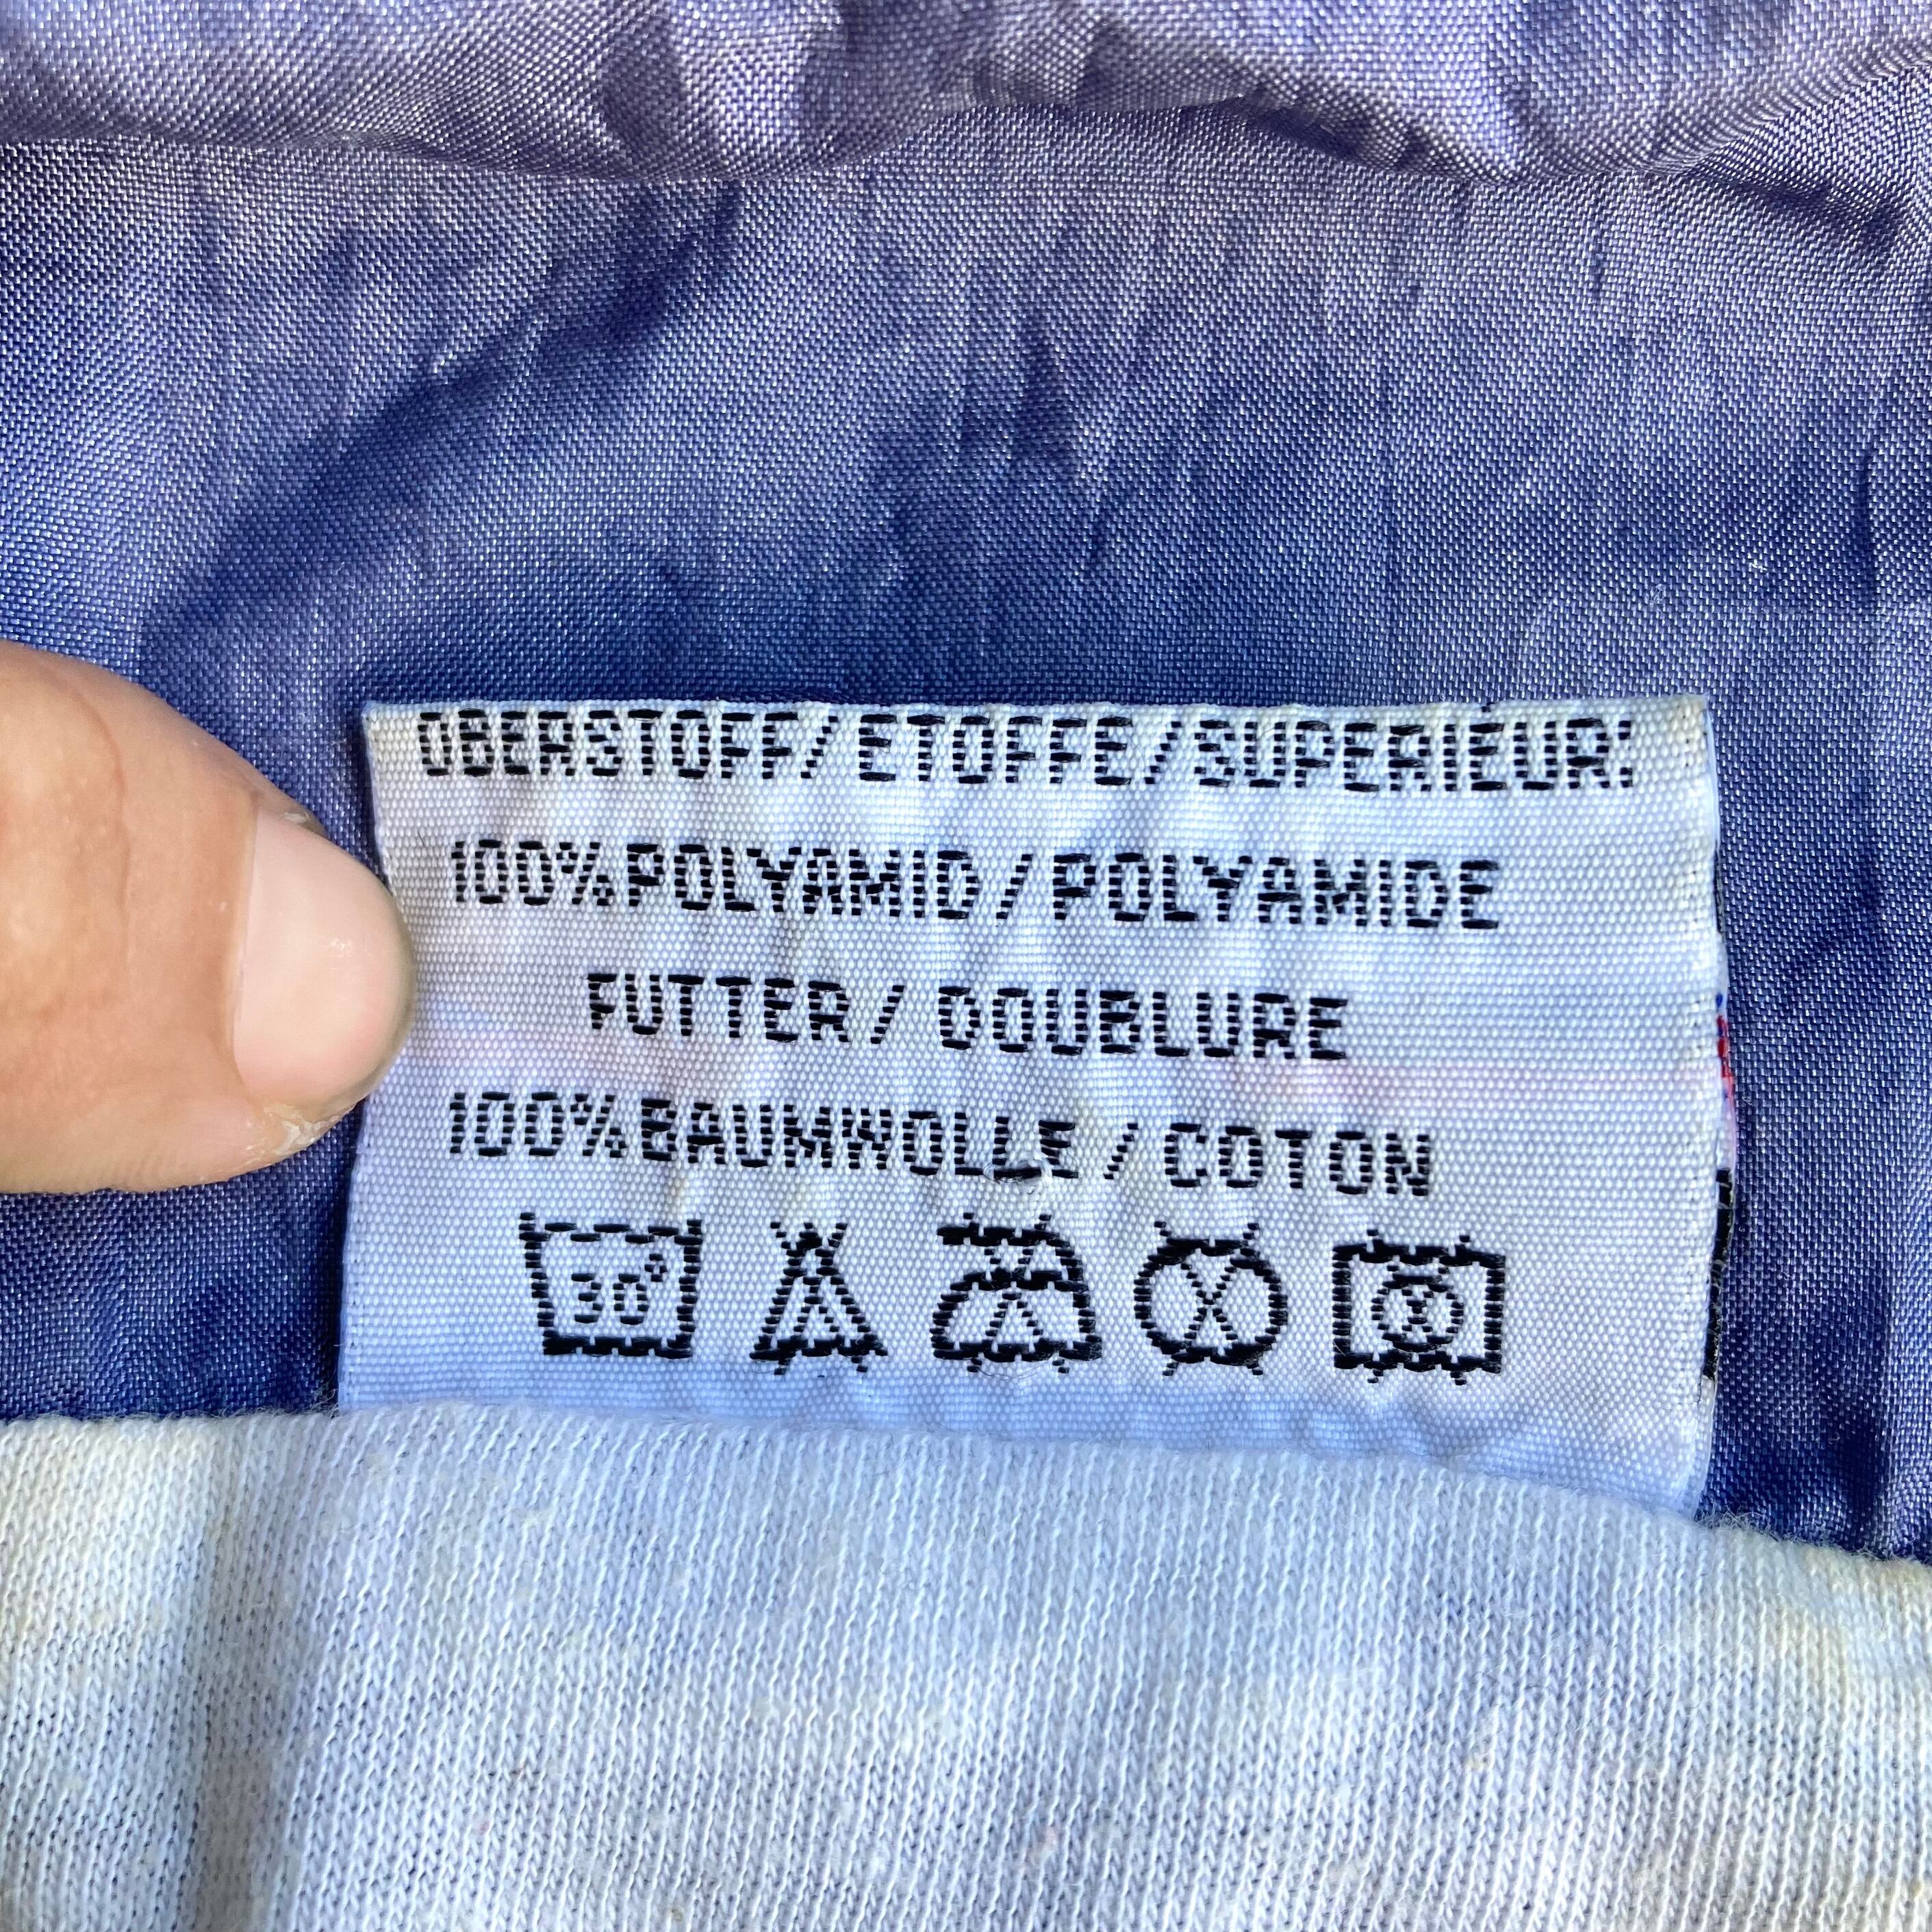 OBERSTOFF/ETOFFE/SUPERIEUR:
100% POLYAMID/POLYAMIDE
FUTTER/DOUBLURE
100% BAUMWOLLE/COTON
30°